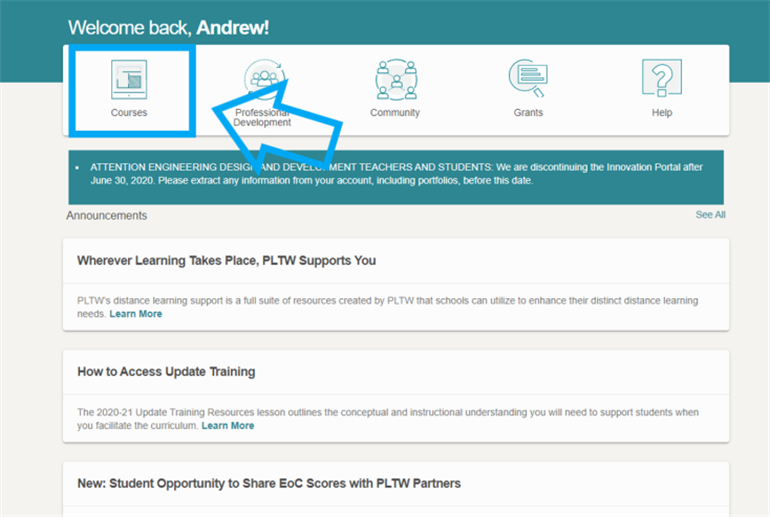 Welcome back, Andrew!
Courses
Professional
Development
Community
Grants
Help
• ATTENTION ENGINEERING DESIGN AND DEVELOPMENT TEACHERS AND STUDENTS: We are discontinuing the Innovation Portal after
June 30, 2020. Please extract any information from your account, including portfolios, before this date.
Announcements
See All
Wherever Learning Takes Place, PLTW Supports You
PLTW's distance learning support is a full suite of resources created by PLTW that schools can utilize to enhance their distinct distance learning
needs. Learn More
How to Access Update Training
The 2020-21 Update Training Resources lesson outlines the conceptual and instructional understanding you will need to support students when
you facilitate the curriculum. Learn More
New: Student Opportunity to Share EoC Scores with PLTW Partners